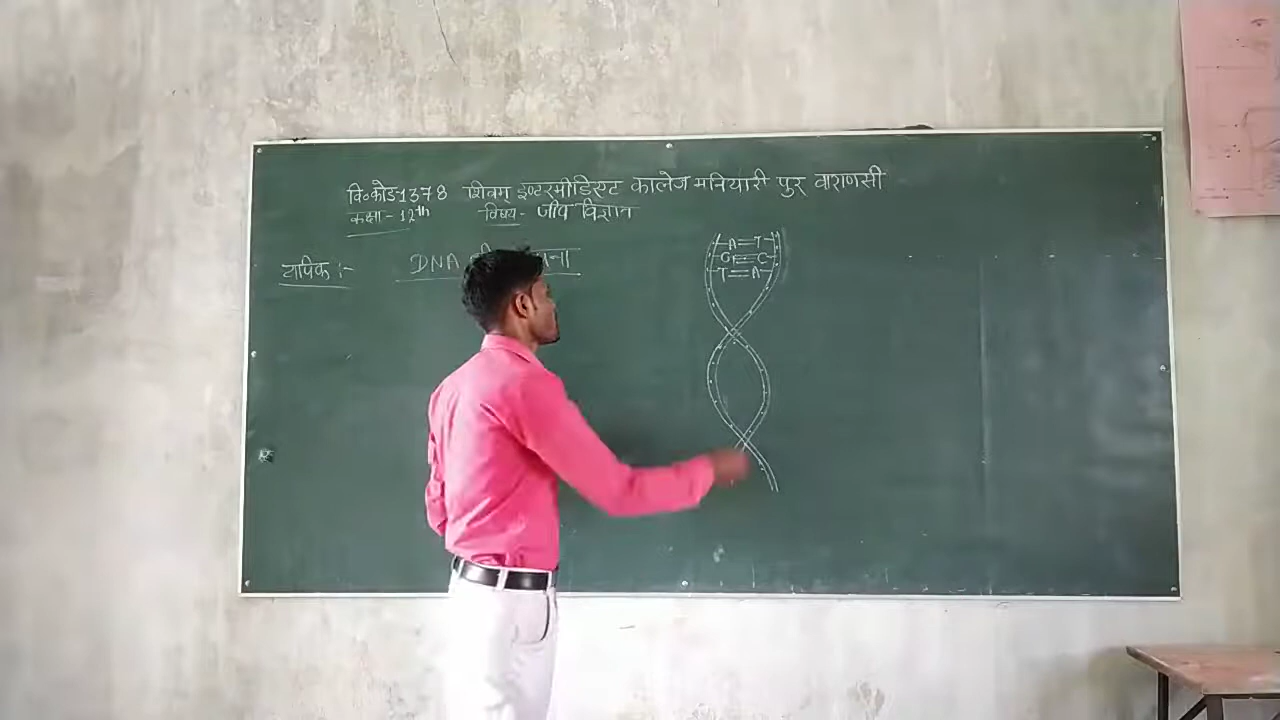 वि०कोड-1378 शिवम् इण्टरमीडिएट कालेज मनियारी पुर वाराणसी
कक्षा - 12th विषय - जीव विज्ञान
टापिक :- DNA
A=T
G≡C
T=A